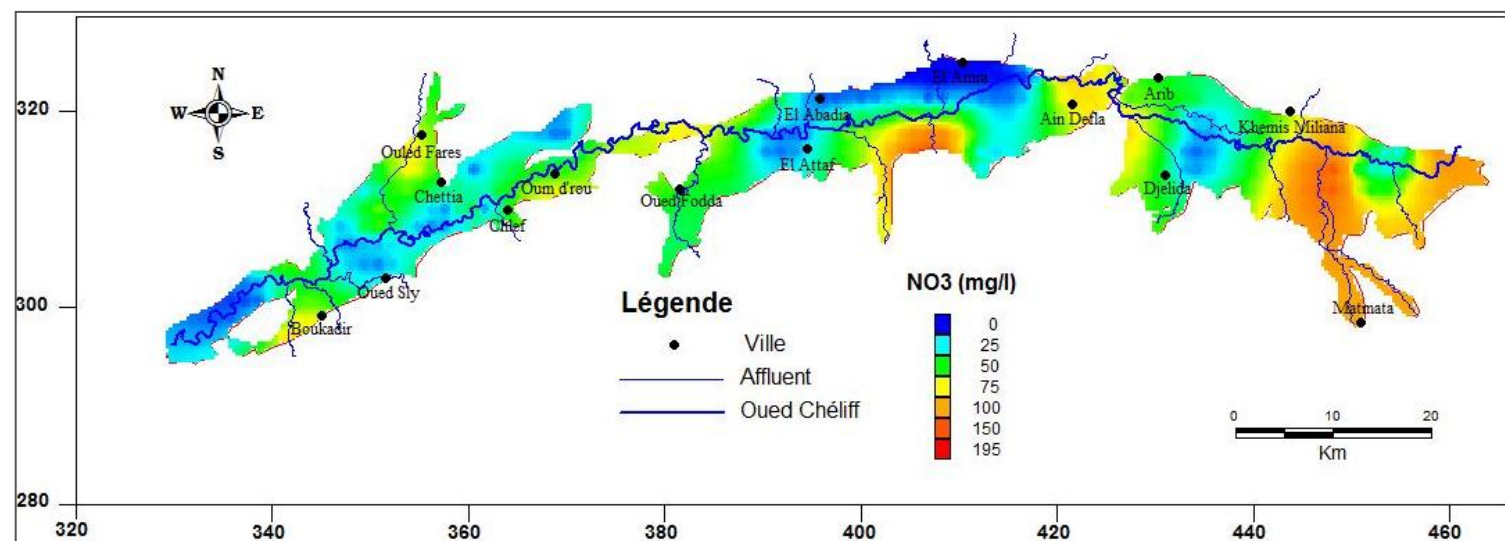 N
W E
S
320
300
280
320 340 360 380 400 420 440 460
El Amra
El Abadia
Ain Defla
Arib
Khemis Miliana
Ouled Fares
Chettia
Oum d'reu
Chlef
Oued Fodda
El Attaf
Djelida
Oued Sly
Boukadir
Matmata
Légende
Ville
Affluent
Oued Chéliff
NO3 (mg/l)
0
25
50
75
100
150
195
0 10 20
Km